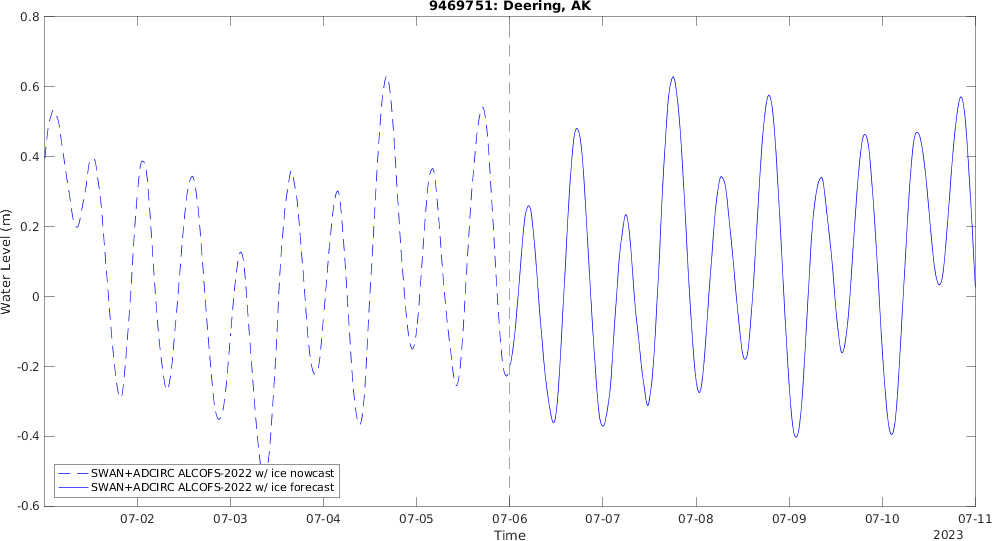 9469751: Deering, AK
Water Level (m)
0.8
0.6
0.4
0.2
0
-0.2
-0.4
-0.6
SWAN+ADCIRC ALCOFS-2022 w/ ice nowcast
SWAN+ADCIRC ALCOFS-2022 w/ ice forecast
07-02 07-03 07-04 07-05 07-06 07-07 07-08 07-09 07-10 07-11
Time
2023